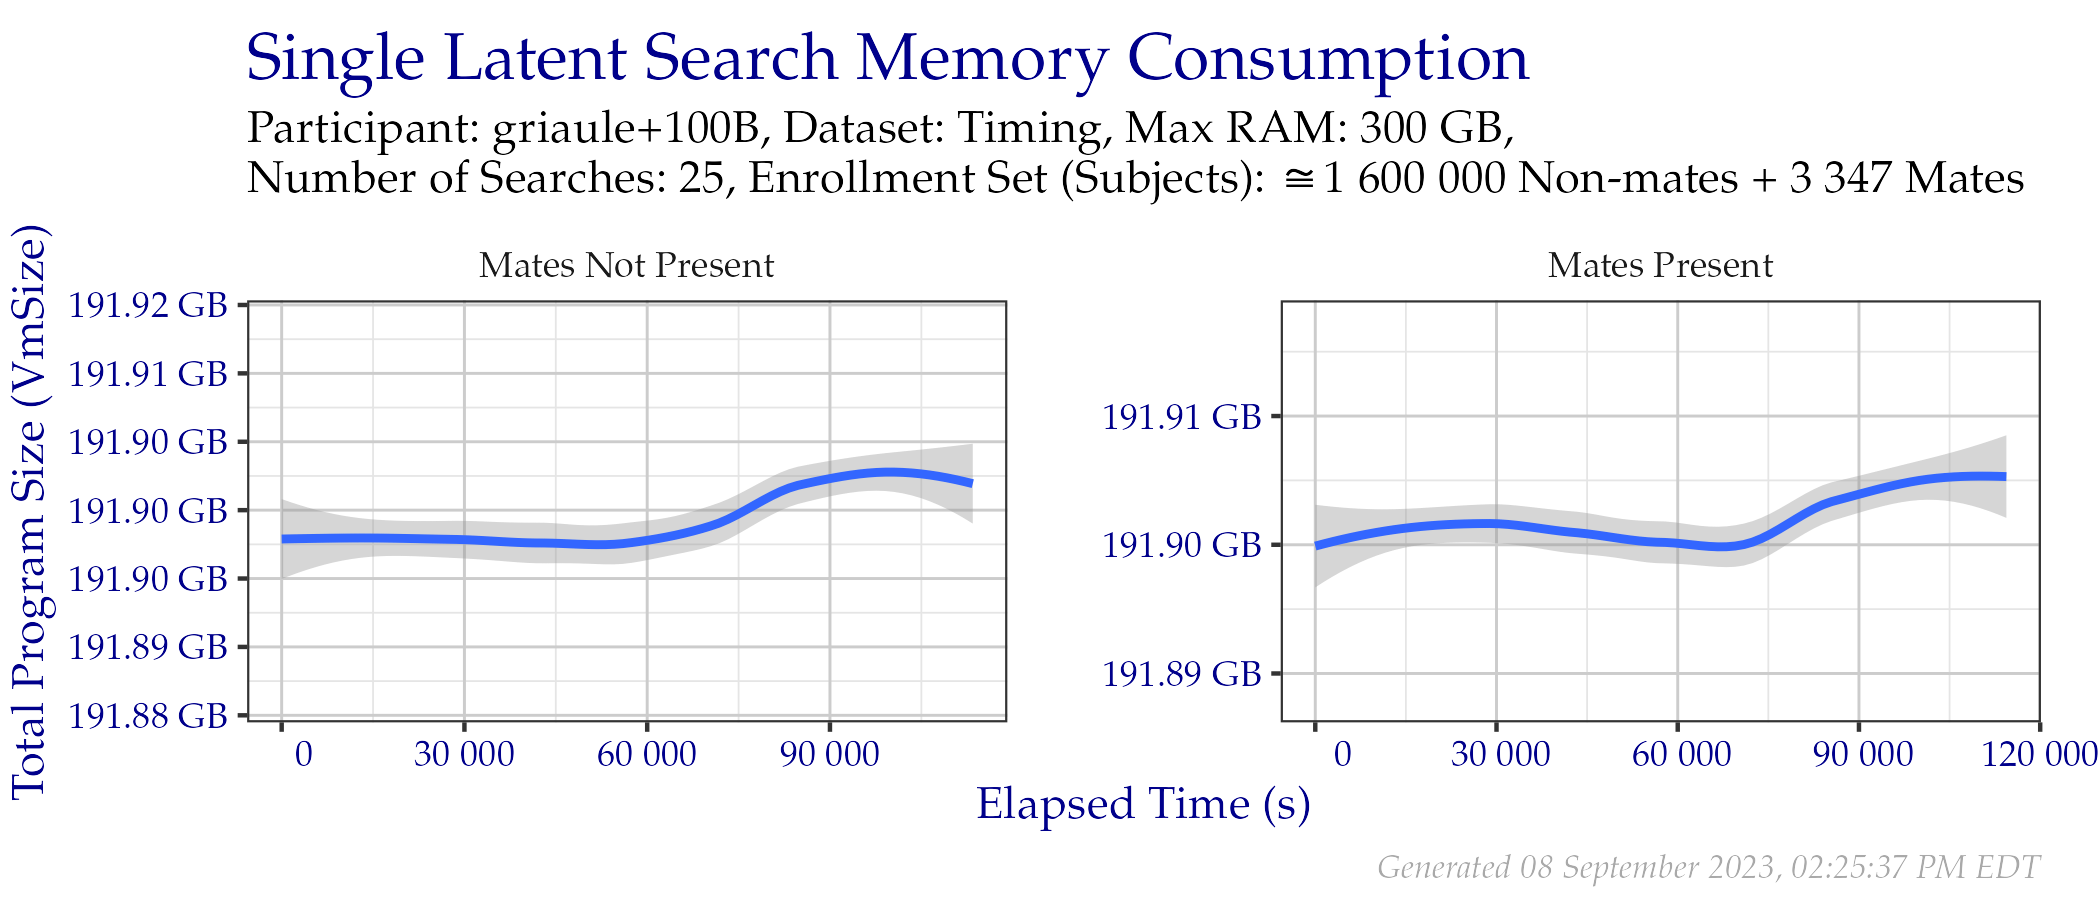 Single Latent Search Memory Consumption
Participant: griaule+100B, Dataset: Timing, Max RAM: 300 GB,
Number of Searches: 25, Enrollment Set (Subjects): ≅ 1 600 000 Non-mates + 3 347 Mates
Total Program Size (VmSize)
Mates Not Present
191.92 GB
191.91 GB
191.90 GB
191.90 GB
191.90 GB
191.89 GB
191.88 GB
0 30 000 60 000 90 000
Mates Present
191.91 GB
191.90 GB
191.89 GB
0 30 000 60 000 90 000 120 000
Elapsed Time (s)
Generated 08 September 2023, 02:25:37 PM EDT